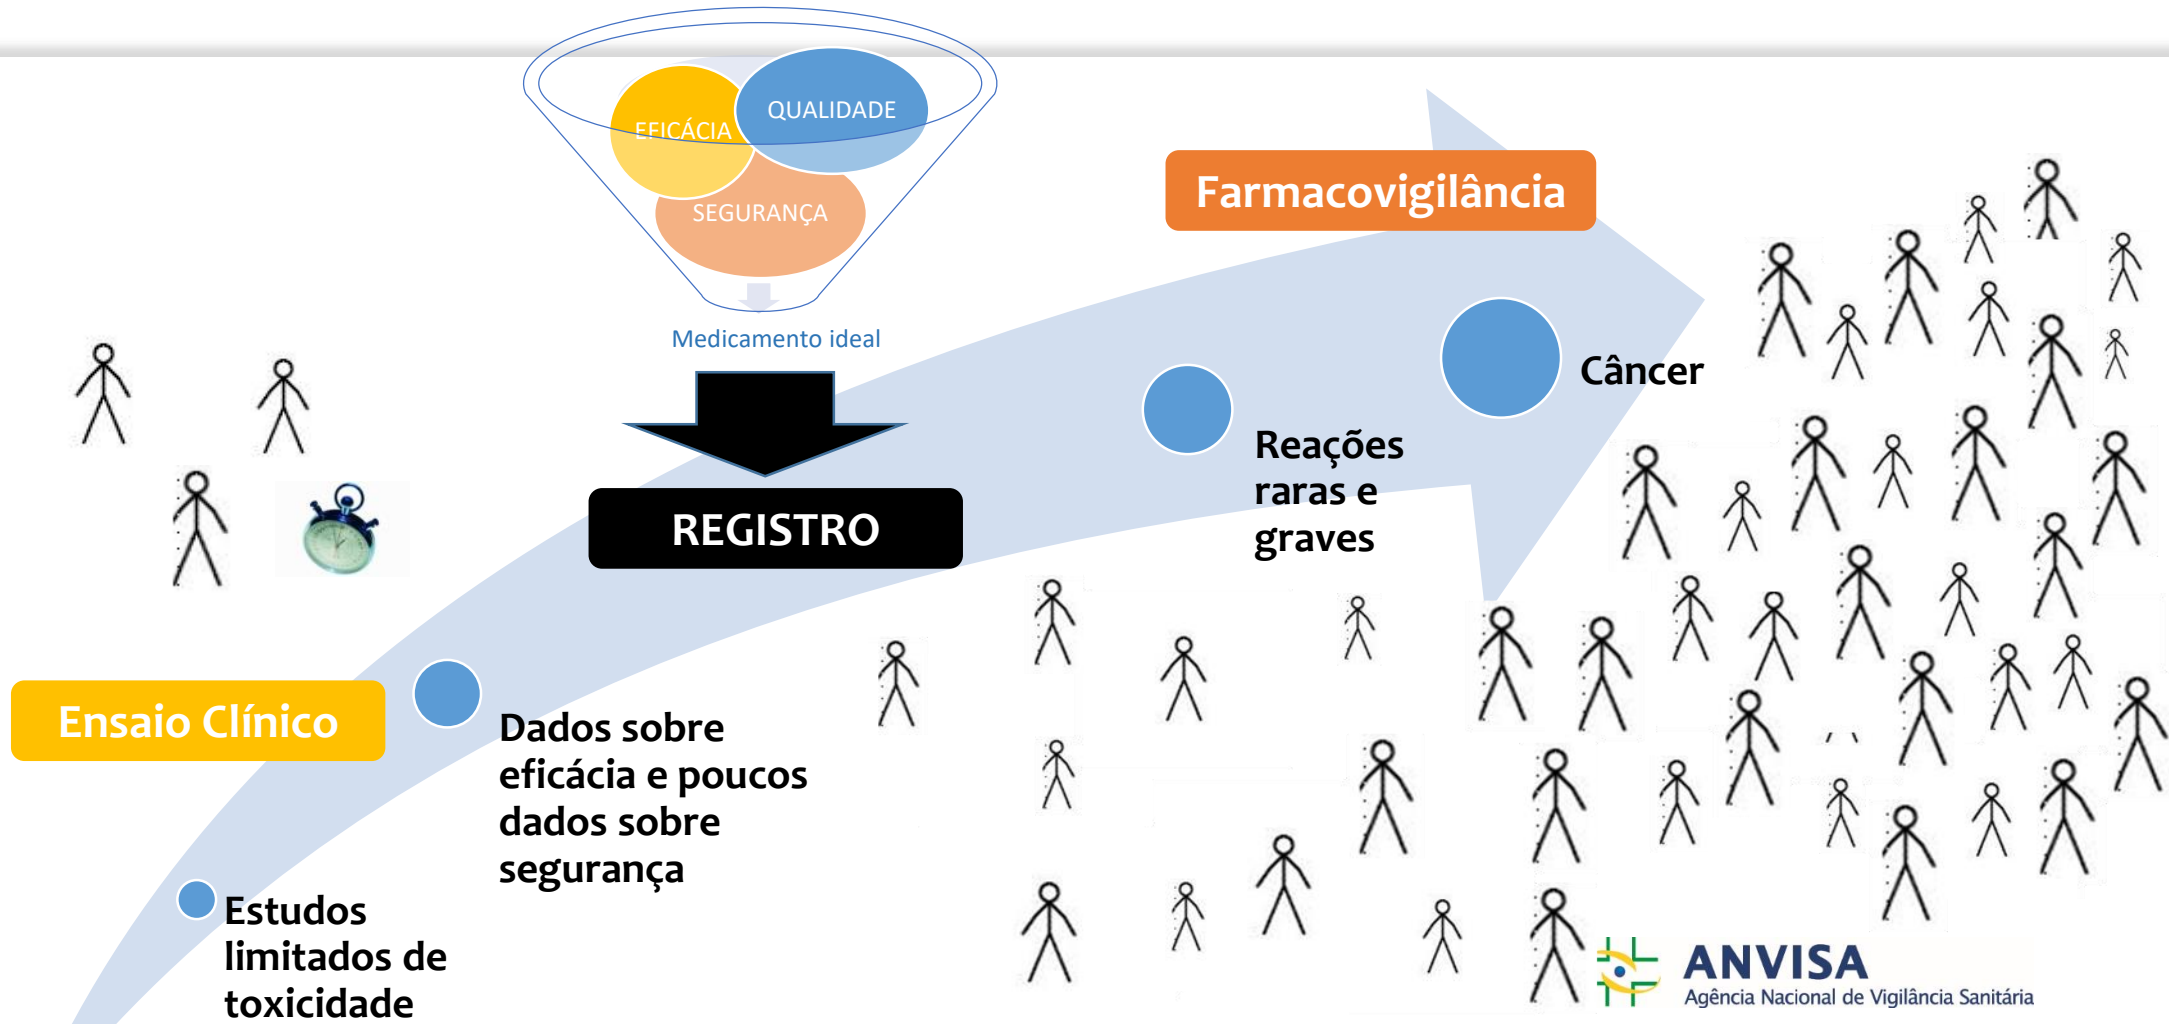 EFICÁCIA
QUALIDADE
SEGURANÇA
Medicamento ideal
Farmacovigilância
Câncer
Reações
raras e
graves
REGISTRO
Ensaio Clínico
Dados sobre
eficácia e poucos
dados sobre
segurança
Estudos
limitados de
toxicidade
ANVISA
Agência Nacional de Vigilância Sanitária